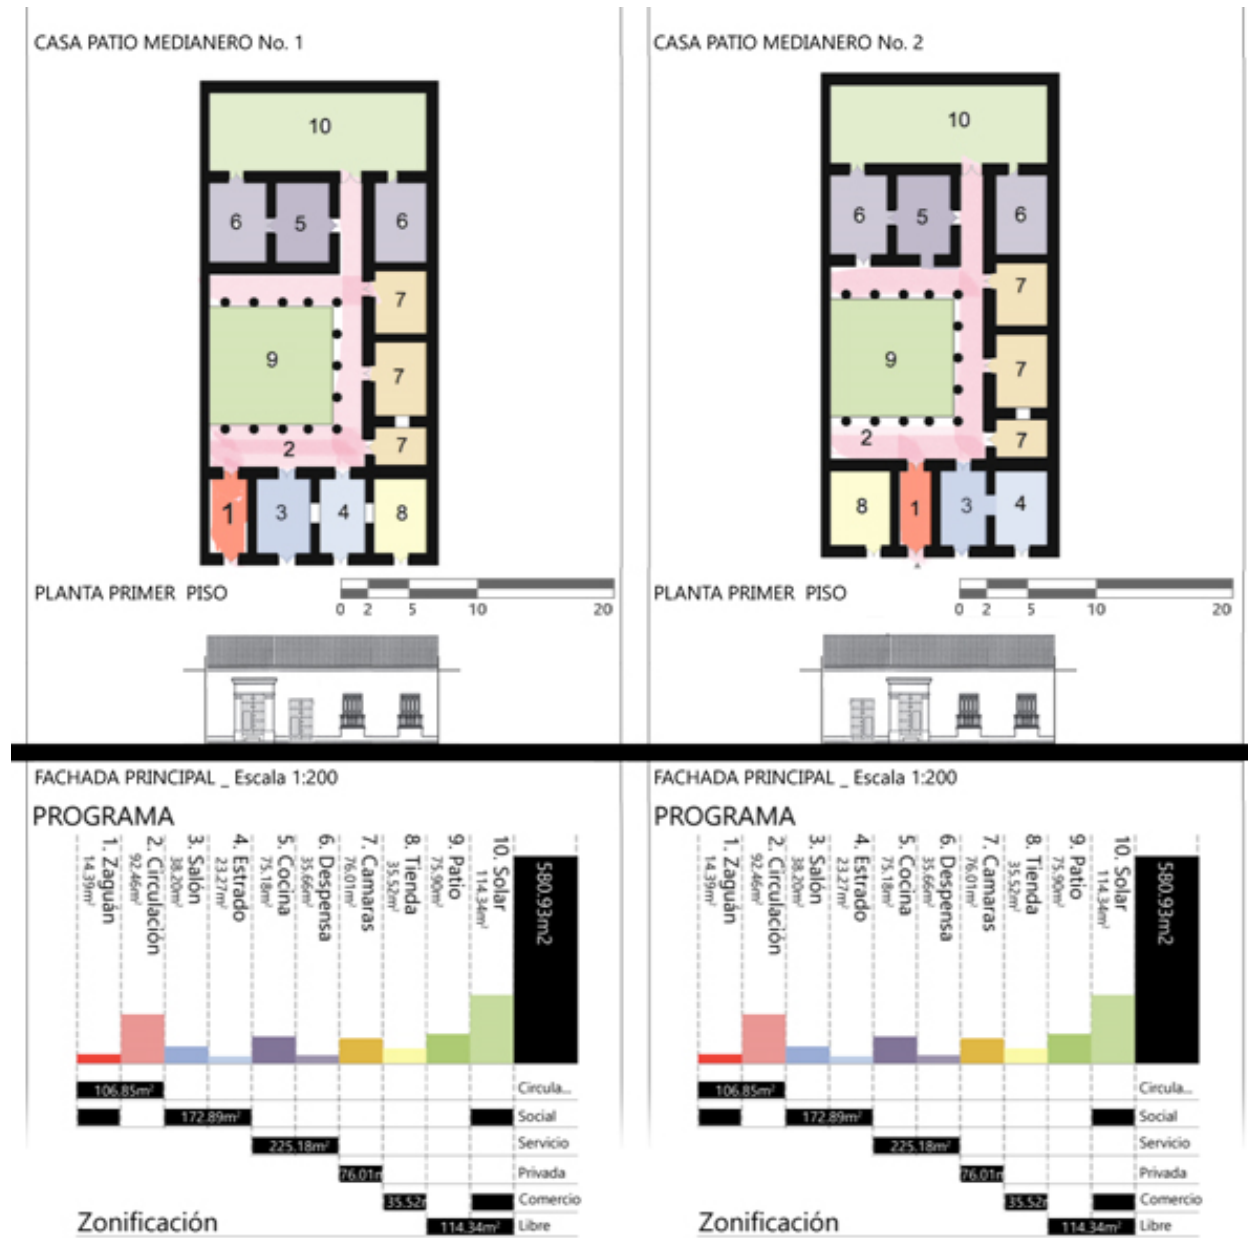 CASA PATIO MEDIANERO No. 1
10
6
5
6
7
9
7
2
7
1
3
4
8
PLANTA PRIMER PISO
0 2 5 10 20
FACHADA PRINCIPAL _ Escala 1:200
PROGRAMA
1. Zaguán
14.39m²
2. Circulación
92.46m²
3. Salón
38.20m²
4. Estrado
23.27m²
5. Cocina
75.18m²
6. Despensa
35.66m²
7. Camaras
76.01m²
8. Tienda
35.52m²
9. Patio
75.90m²
10. Solar
114.34m²
580.93m2
106.85m² Circula...
172.89m² Social
225.18m² Servicio
76.01m Privada
35.52m Comercio
114.34m² Libre
Zonificación
CASA PATIO MEDIANERO No. 2
10
6
5
6
7
9
7
2
7
8
1
3
4
PLANTA PRIMER PISO
0 2 5 10 20
FACHADA PRINCIPAL _ Escala 1:200
PROGRAMA
1. Zaguán
14.39m²
2. Circulación
92.46m²
3. Salón
38.20m²
4. Estrado
23.27m²
5. Cocina
75.18m²
6. Despensa
35.66m²
7. Camaras
76.01m²
8. Tienda
35.52m²
9. Patio
75.90m²
10. Solar
114.34m²
580.93m2
106.85m² Circula...
172.89m² Social
225.18m² Servicio
76.01m Privada
35.52m Comercio
114.34m² Libre
Zonificación